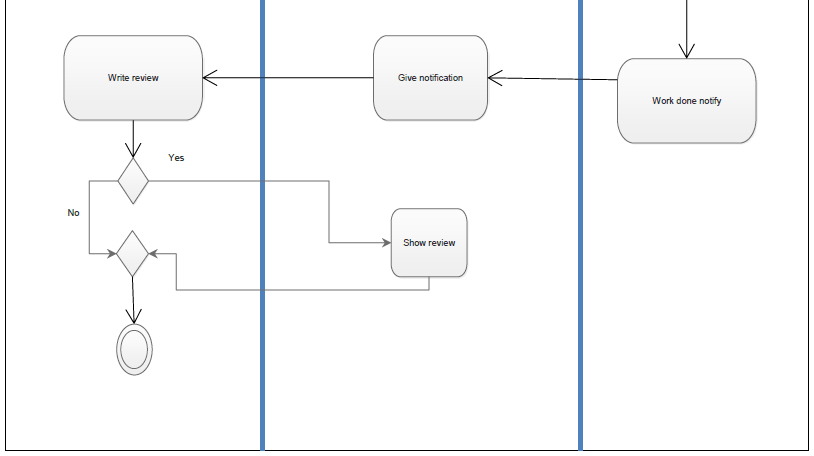 Write review
Give notification
Work done notify
Yes
No
Show review